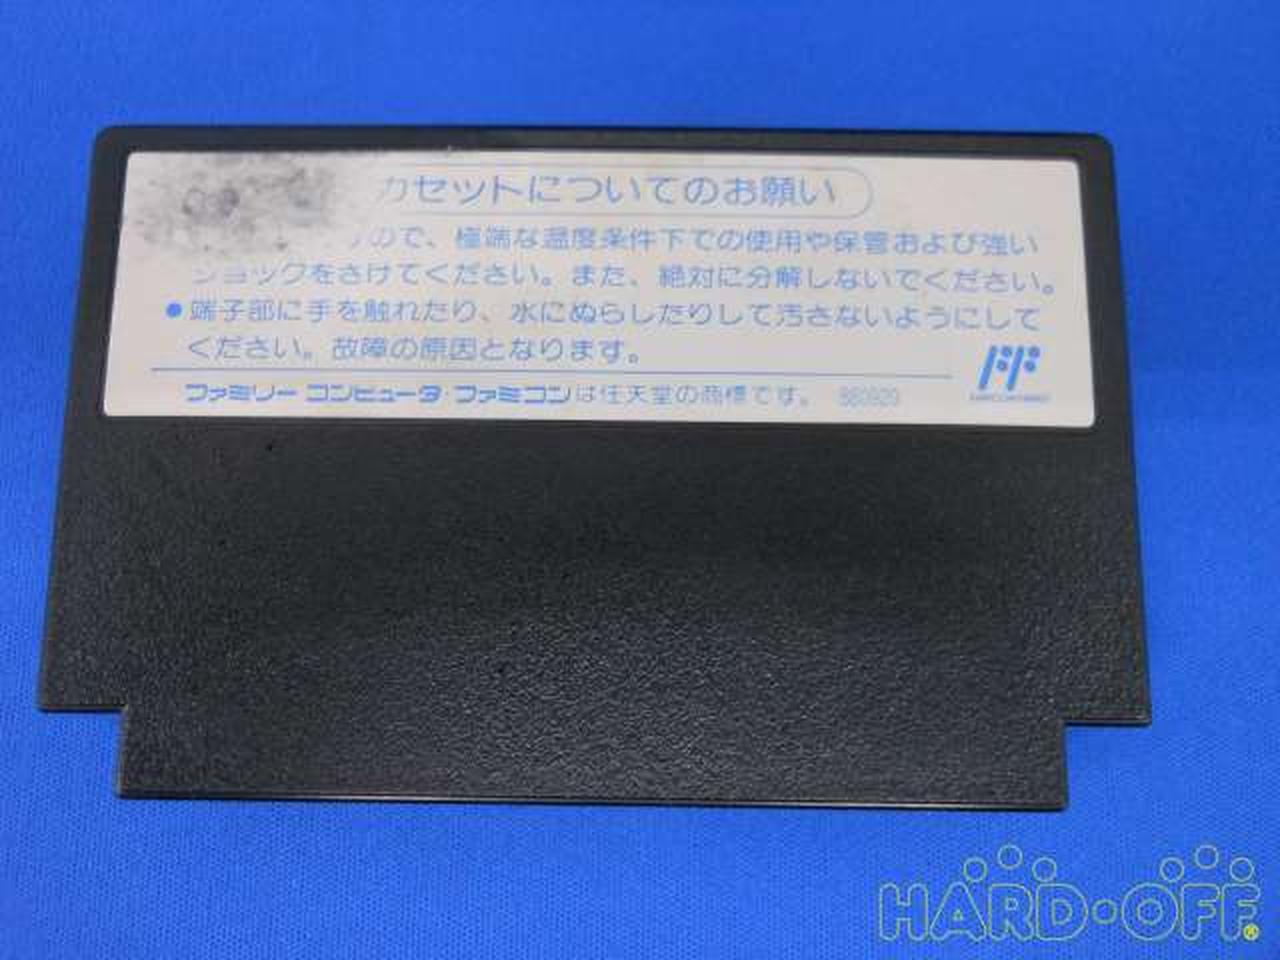 カセットについてのお願い
ので、極端な温度条件下での使用や保管および強い
ショックをさけてください。また、絶対に分解しないでください。
●端子部に手を触れたり、水にぬらしたりして汚さないようにして
ください。故障の原因となります。
ファミリーコンピュータ・ファミコンは任天堂の商標です。
HARD・OFF®